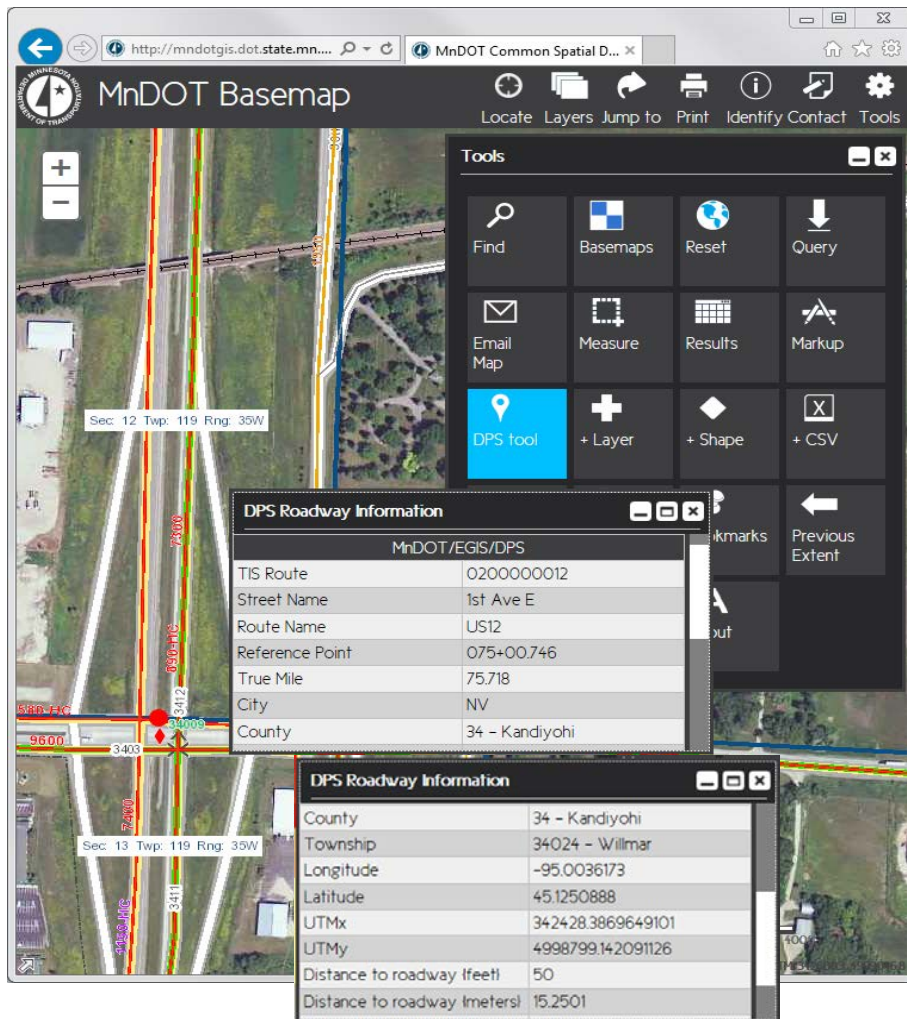 http://mndotgis.dot.state.mn....
MnDOT Common Spatial D...
MnDOT Basemap
Locate Layers Jump to Print Identify Contact Tools
+
−
Tools
Find Basemaps Reset Query
Email Map Measure Results Markup
DPS tool + Layer + Shape + CSV
Previous Extent
Sec: 12 Twp: 119 Rng: 35W
7300
890-HC
3412
34009
580-HC
9600
3403
7400
Sec: 13 Twp: 119 Rng: 35W
3411
DPS Roadway Information
MnDOT/EGIS/DPS
TIS Route 0200000012
Street Name 1st Ave E
Route Name US12
Reference Point 075+00.746
True Mile 75.718
City NV
County 34 - Kandiyohi
DPS Roadway Information
County 34 - Kandiyohi
Township 34024 - Willmar
Longitude -95.0036173
Latitude 45.1250888
UTMx 342428.3869649101
UTMy 4998799.142091126
Distance to roadway (feet) 50
Distance to roadway (meters) 15.2501